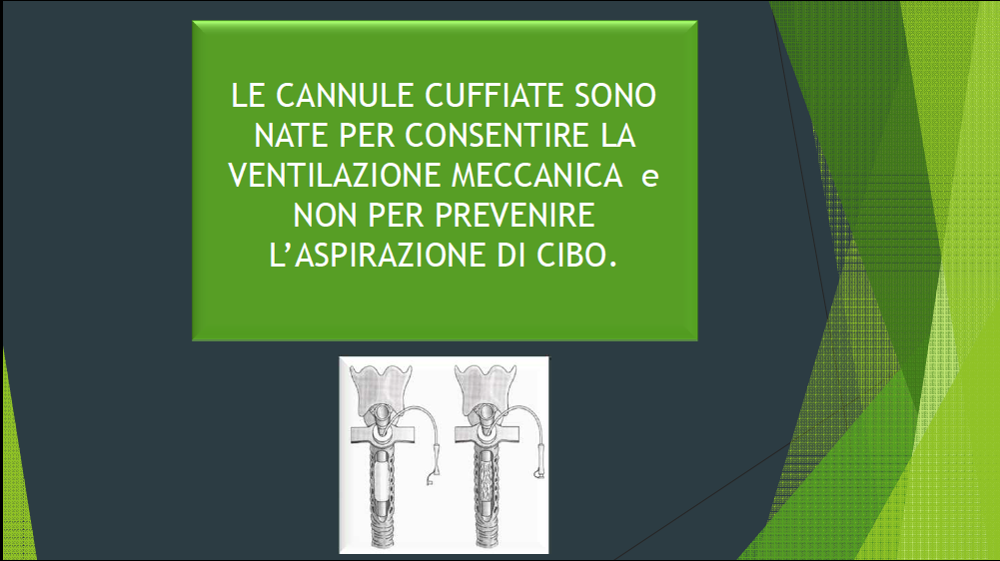 LE CANNULE CUFFIATE SONO
NATE PER CONSENTIRE LA
VENTILAZIONE MECCANICA e
NON PER PREVENIRE
L’ASPIRAZIONE DI CIBO.